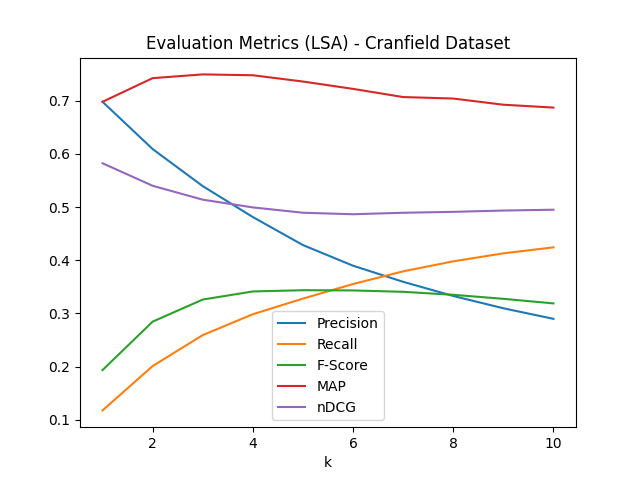 Evaluation Metrics (LSA) - Cranfield Dataset
0.7
0.6
0.5
0.4
0.3
0.2
0.1
Precision
Recall
F-Score
MAP
nDCG
2
4
6
8
10
k